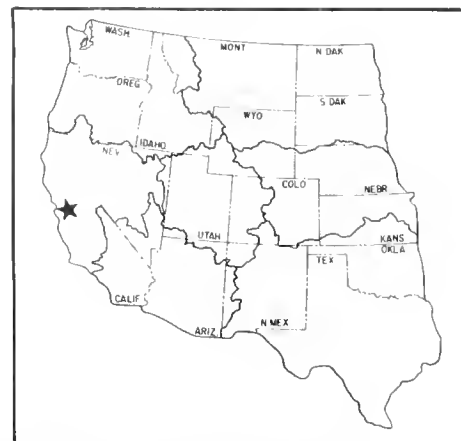 WASH
MONT
N DAK
OREG
S DAK
WYO
IDAHO
NEV
COLO
NEBR
UTAH
KANS
OKLA
TEX
CALIF
N MEX
ARIZ